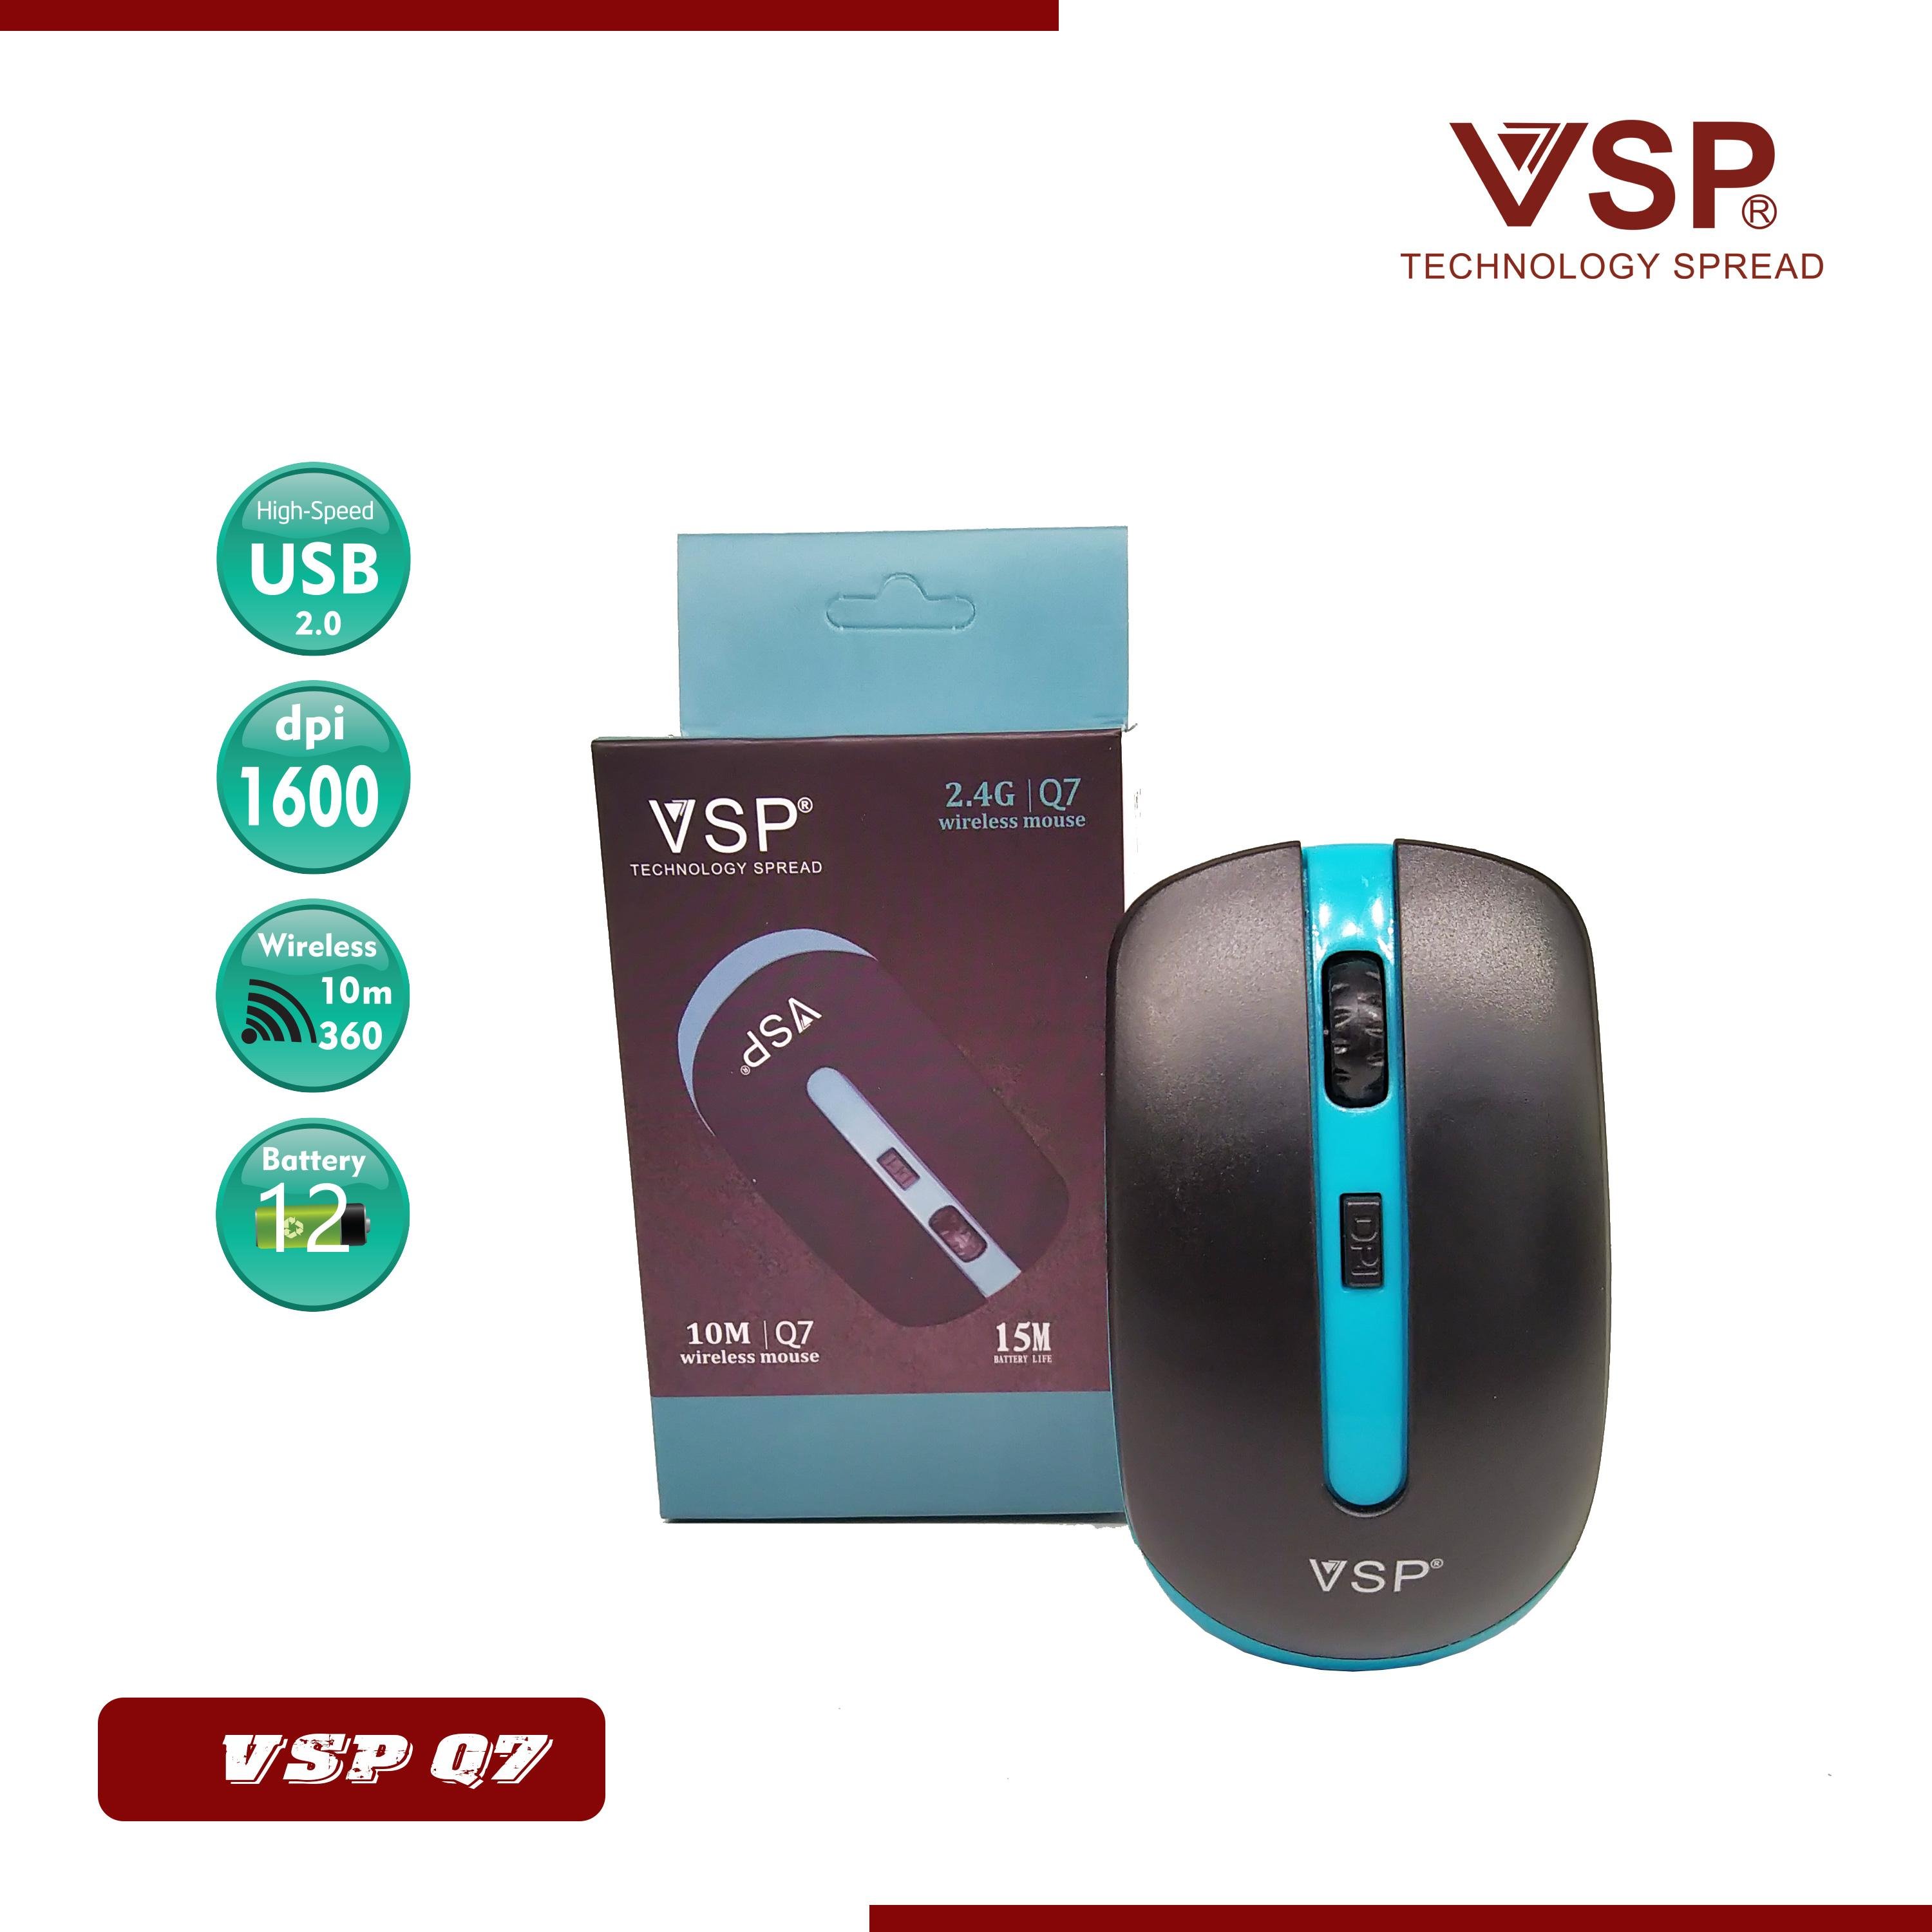 VSP®
TECHNOLOGY SPREAD
High-Speed
USB
2.0
dpi
1600
Wireless
10m
360
Battery
12
VSP®
TECHNOLOGY SPREAD
2.4G | Q7
wireless mouse
VSP®
10M | Q7
wireless mouse
15M
BATTERY LIFE
DPI
VSP®
VSP Q7